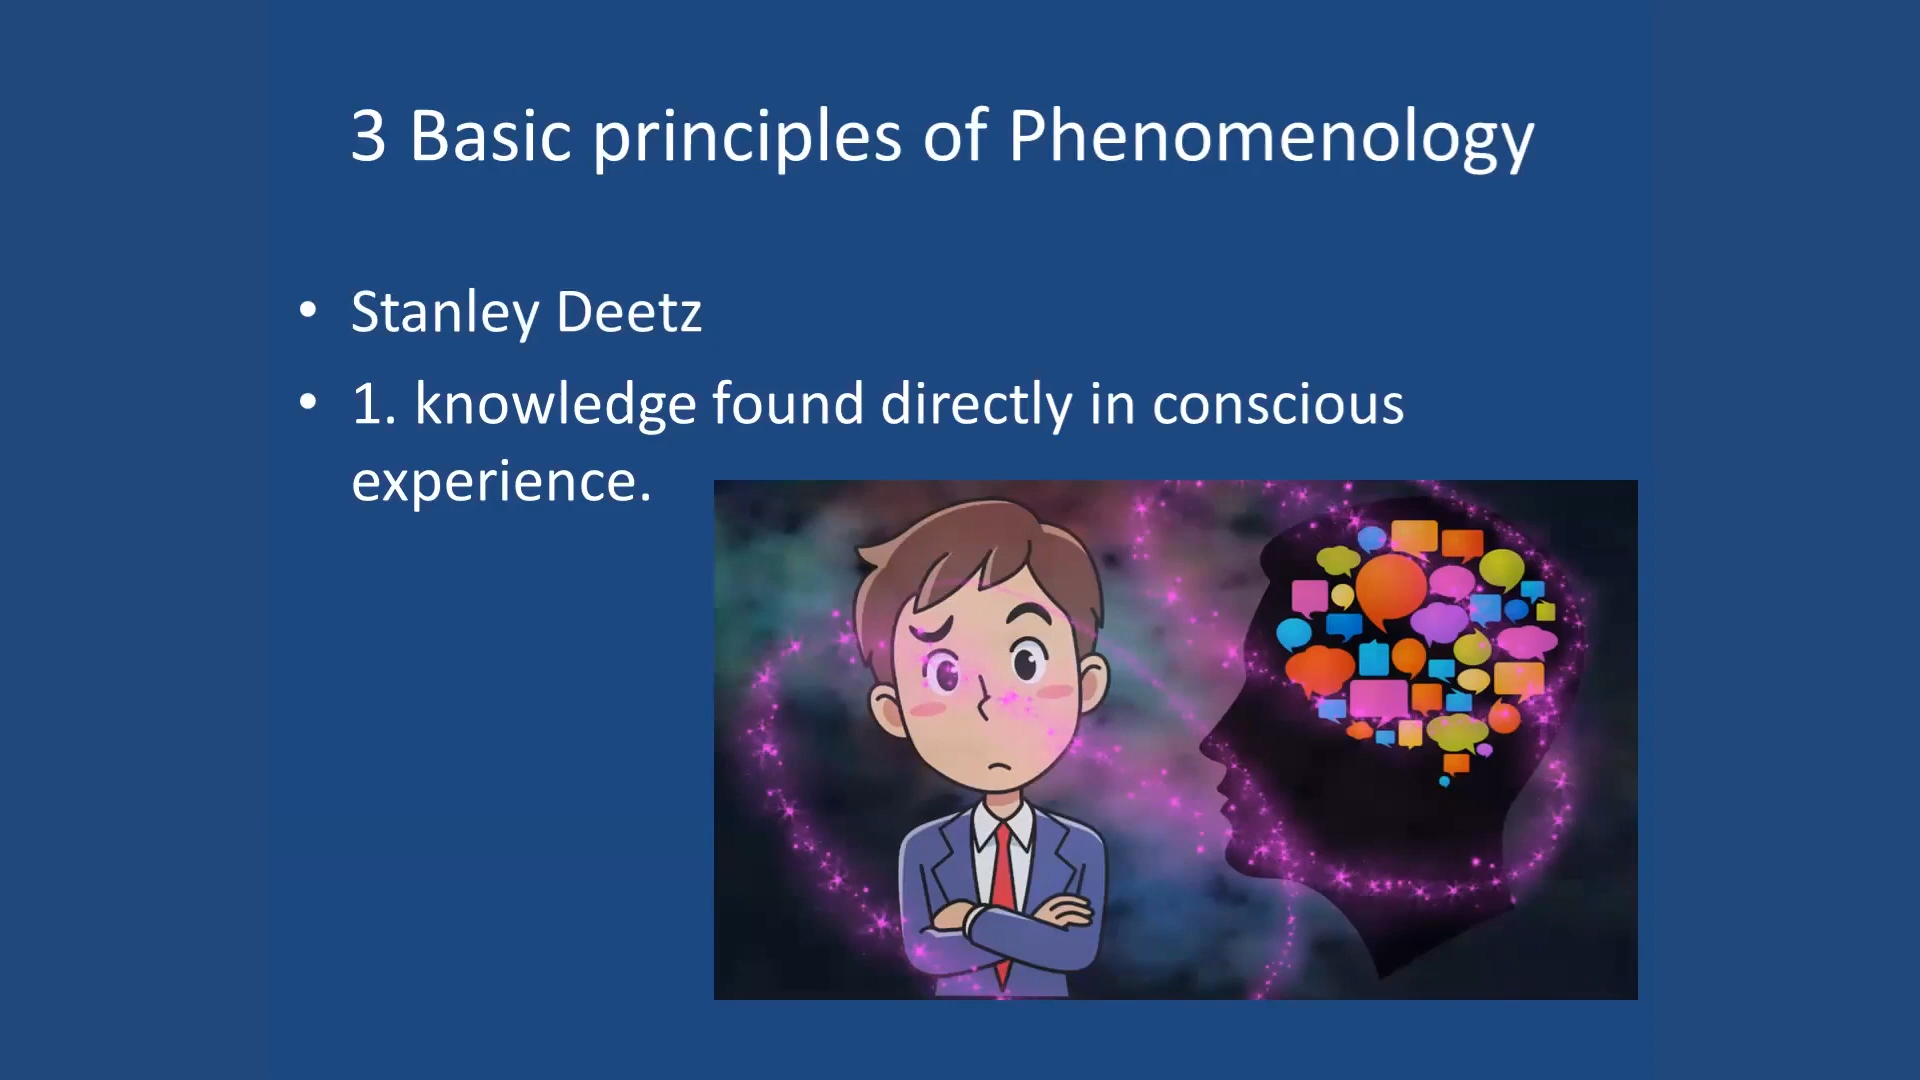 3 Basic principles of Phenomenology
• Stanley Deetz
• 1. knowledge found directly in conscious
experience.